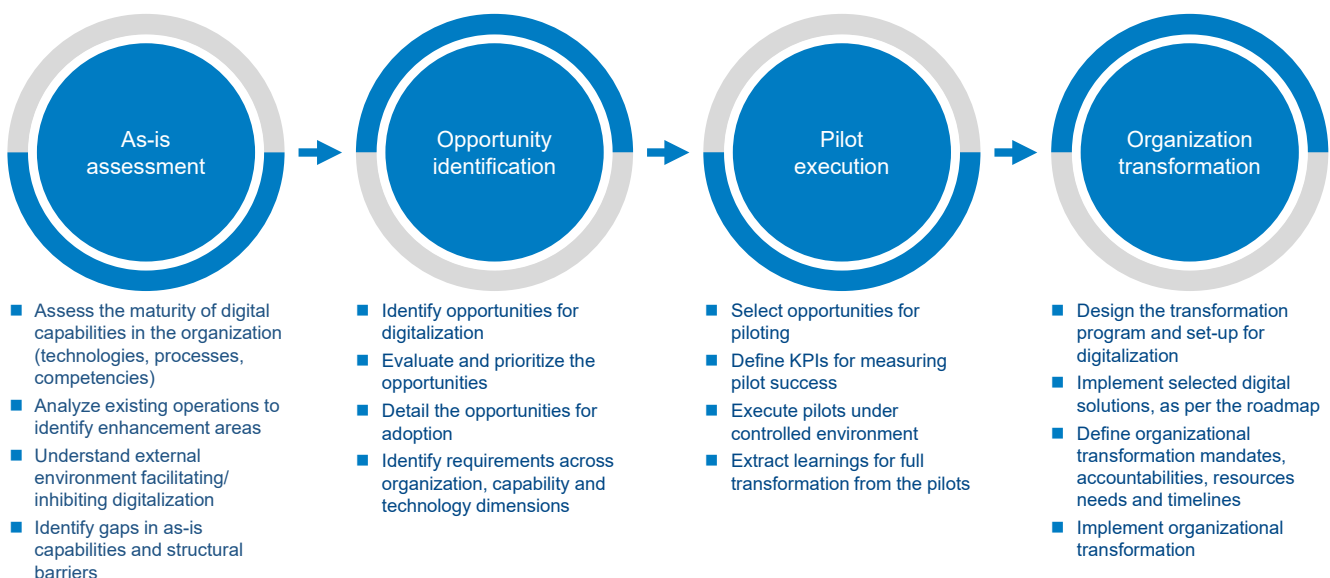 As-is
assessment
Opportunity
identification
Pilot
execution
Organization
transformation
Assess the maturity of digital
capabilities in the organization
(technologies, processes,
competencies)
Analyze existing operations to
identify enhancement areas
Understand external
environment facilitating/
inhibiting digitalization
Identify gaps in as-is
capabilities and structural
barriers
Identify opportunities for
digitalization
Evaluate and prioritize the
opportunities
Detail the opportunities for
adoption
Identify requirements across
organization, capability and
technology dimensions
Select opportunities for
piloting
Define KPIs for measuring
pilot success
Execute pilots under
controlled environment
Extract learnings for full
transformation from the pilots
Design the transformation
program and set-up for
digitalization
Implement selected digital
solutions, as per the roadmap
Define organizational
transformation mandates,
accountabilities, resources
needs and timelines
Implement organizational
transformation